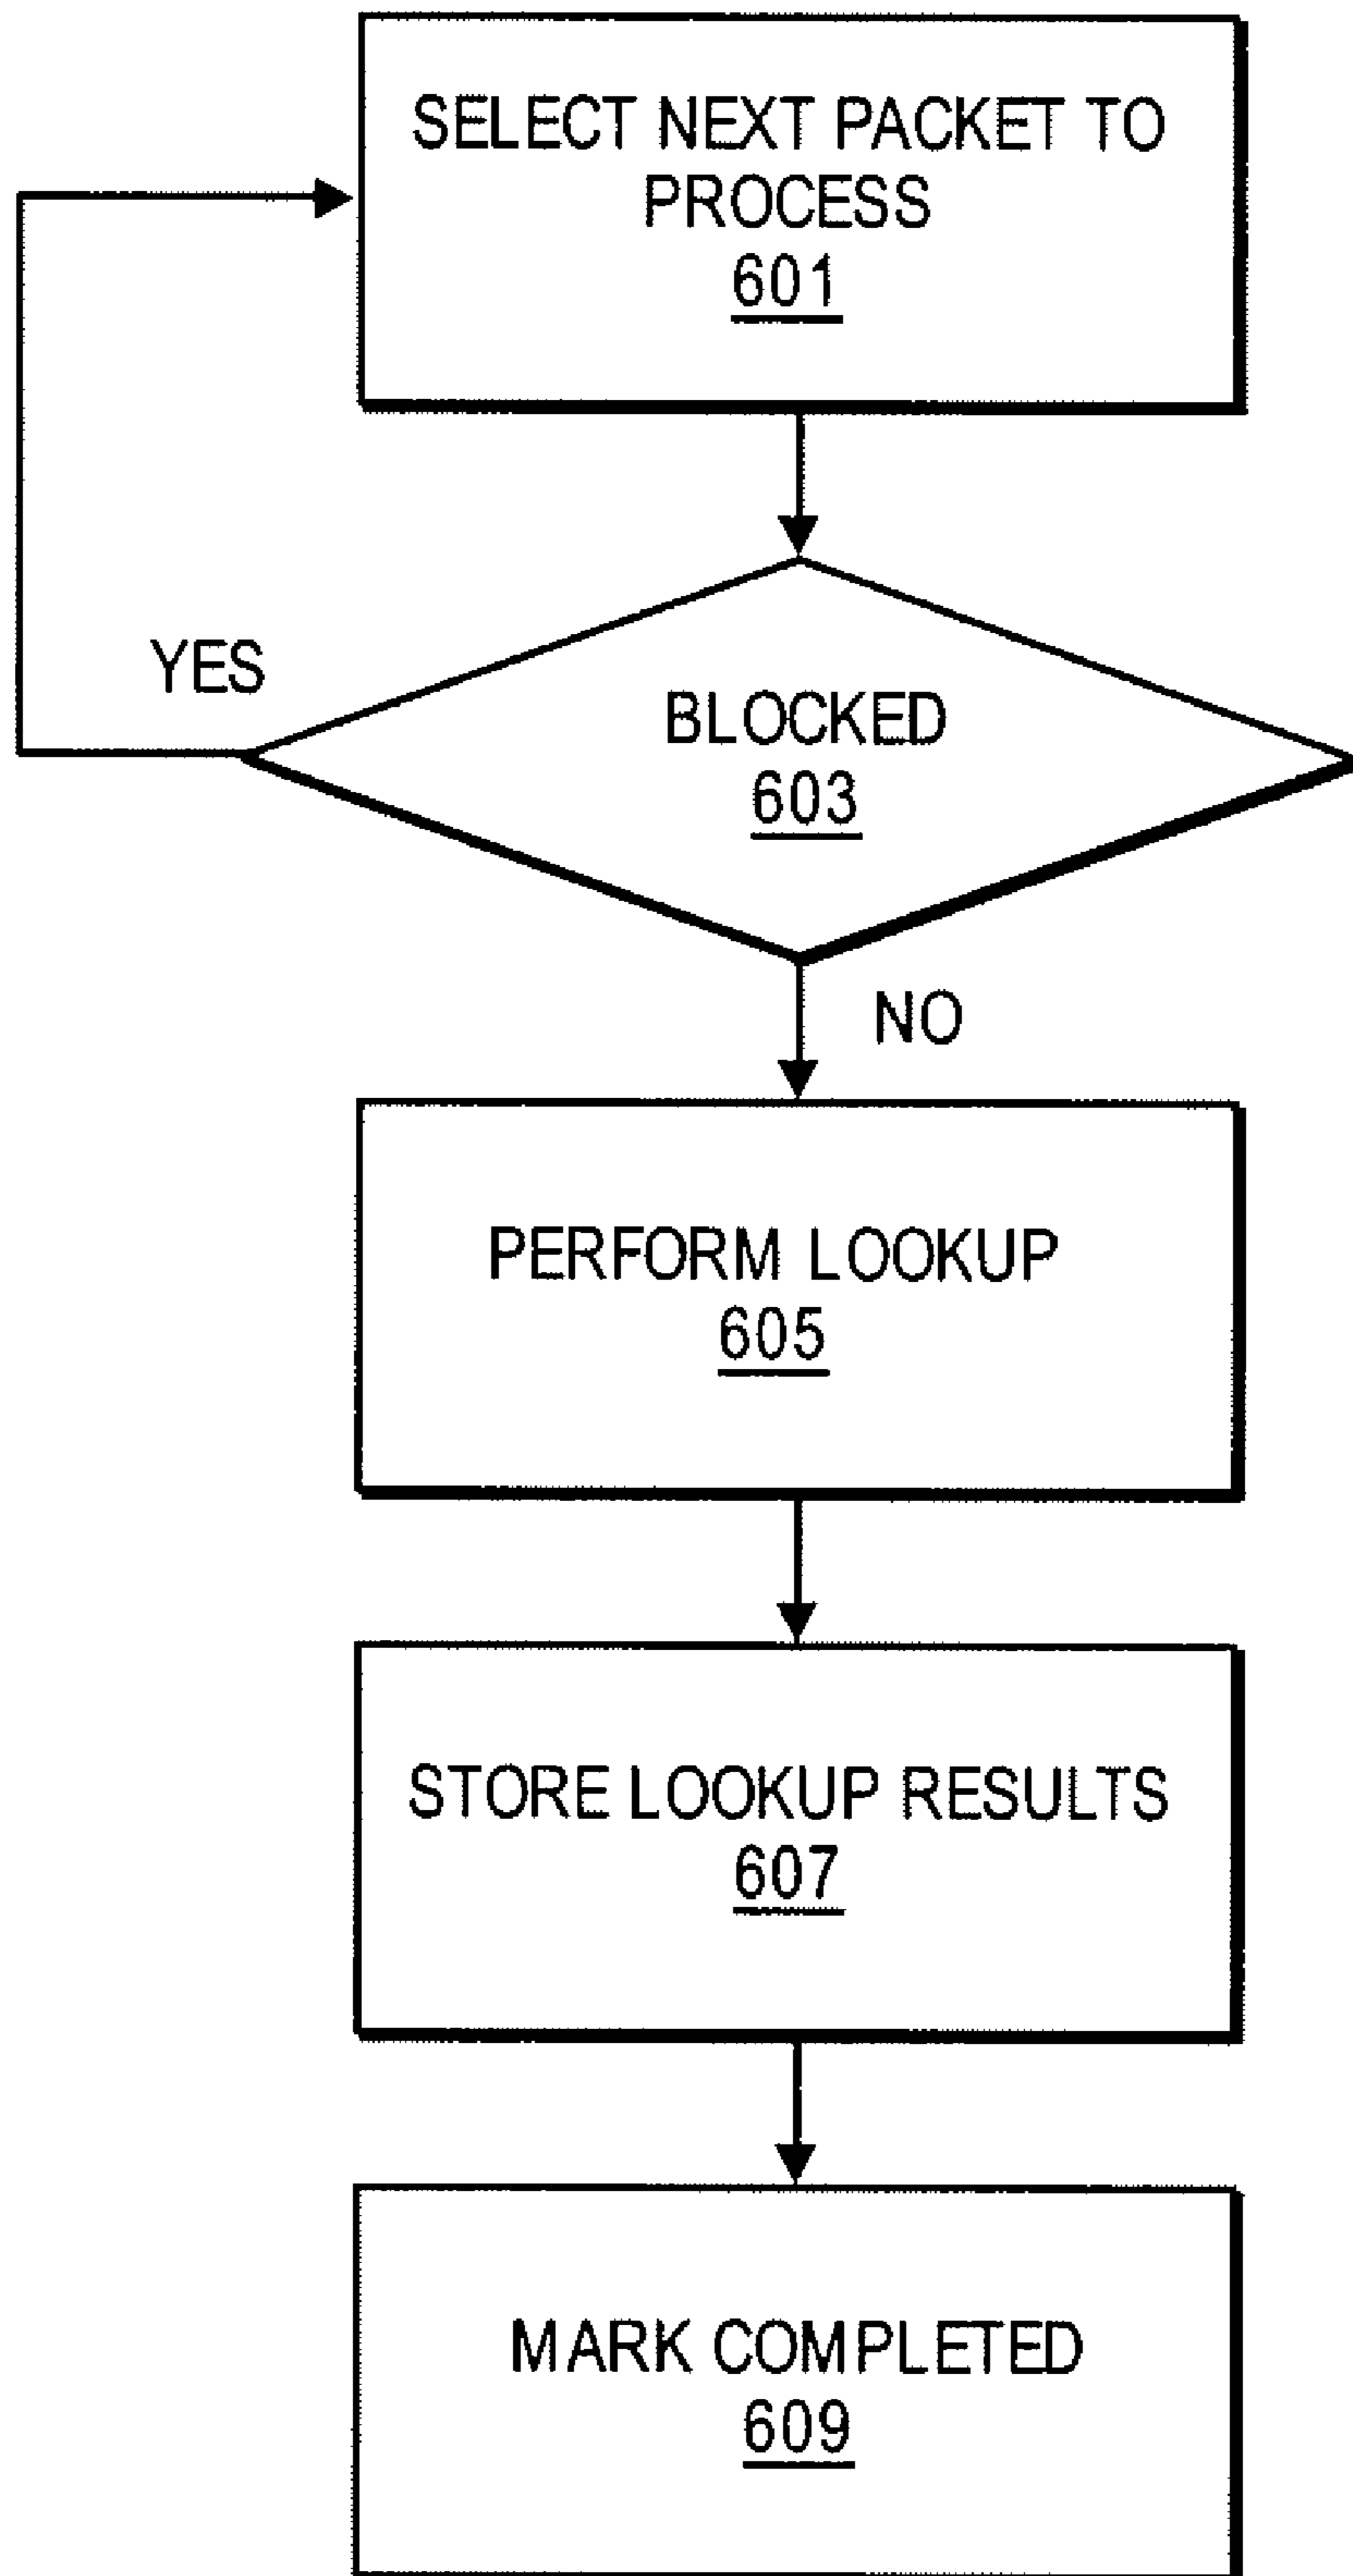 SELECT NEXT PACKET TO
PROCESS
601
YES
BLOCKED
603
NO
PERFORM LOOKUP
605
STORE LOOKUP RESULTS
607
MARK COMPLETED
609